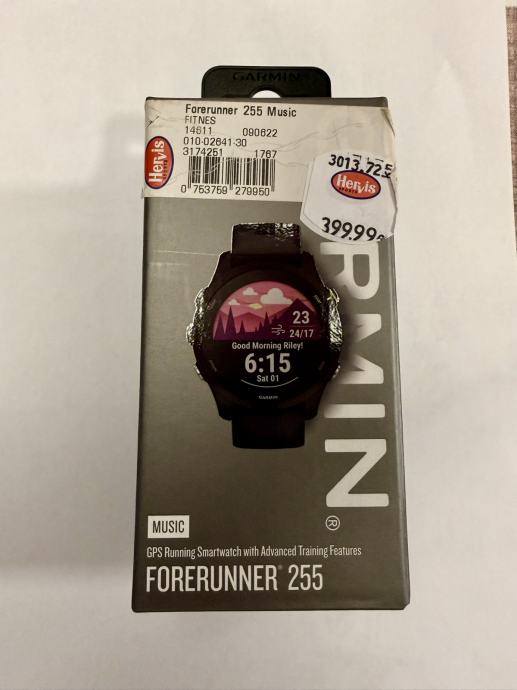 GARMIN
Forerunner 255 Music
FITNES
14611 090622
010-02641-30
3174251 1767
0 753759 279950
Hervis
3013,72
Hervis
399.99
RMIN®
23
24/17
Good Morning Riley!
6:15
Sat 01
GARMIN
MUSIC
GPS Running Smartwatch with Advanced Training Features
FORERUNNER® 255